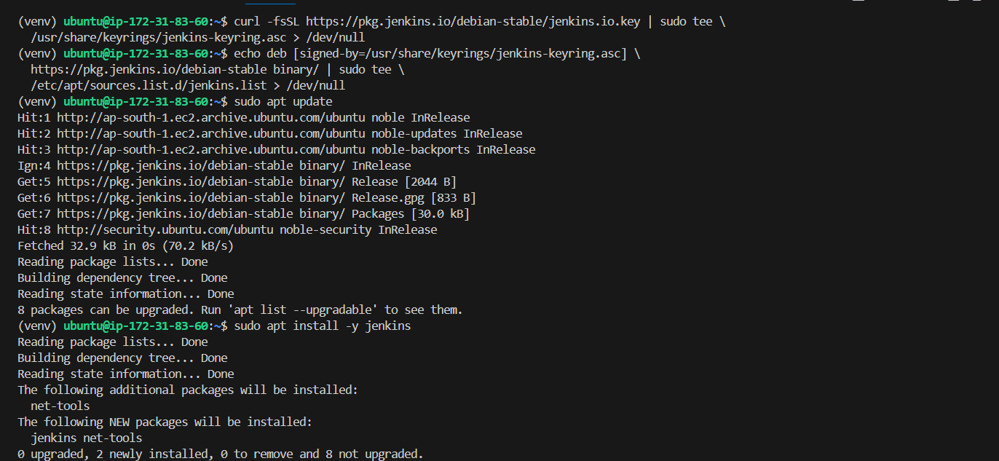 (venv) ubuntu@ip-172-31-83-60:~$ curl -fsSL https://pkg.jenkins.io/debian-stable/jenkins.io.key | sudo tee \
  /usr/share/keyrings/jenkins-keyring.asc > /dev/null
(venv) ubuntu@ip-172-31-83-60:~$ echo deb [signed-by=/usr/share/keyrings/jenkins-keyring.asc] \
  https://pkg.jenkins.io/debian-stable binary/ | sudo tee \
  /etc/apt/sources.list.d/jenkins.list > /dev/null
(venv) ubuntu@ip-172-31-83-60:~$ sudo apt update
Hit:1 http://ap-south-1.ec2.archive.ubuntu.com/ubuntu noble InRelease
Hit:2 http://ap-south-1.ec2.archive.ubuntu.com/ubuntu noble-updates InRelease
Hit:3 http://ap-south-1.ec2.archive.ubuntu.com/ubuntu noble-backports InRelease
Ign:4 https://pkg.jenkins.io/debian-stable binary/ InRelease
Get:5 https://pkg.jenkins.io/debian-stable binary/ Release [2044 B]
Get:6 https://pkg.jenkins.io/debian-stable binary/ Release.gpg [833 B]
Get:7 https://pkg.jenkins.io/debian-stable binary/ Packages [30.0 kB]
Hit:8 http://security.ubuntu.com/ubuntu noble-security InRelease
Fetched 32.9 kB in 0s (70.2 kB/s)
Reading package lists... Done
Building dependency tree... Done
Reading state information... Done
8 packages can be upgraded. Run 'apt list --upgradable' to see them.
(venv) ubuntu@ip-172-31-83-60:~$ sudo apt install -y jenkins
Reading package lists... Done
Building dependency tree... Done
Reading state information... Done
The following additional packages will be installed:
  net-tools
The following NEW packages will be installed:
  jenkins net-tools
0 upgraded, 2 newly installed, 0 to remove and 8 not upgraded.